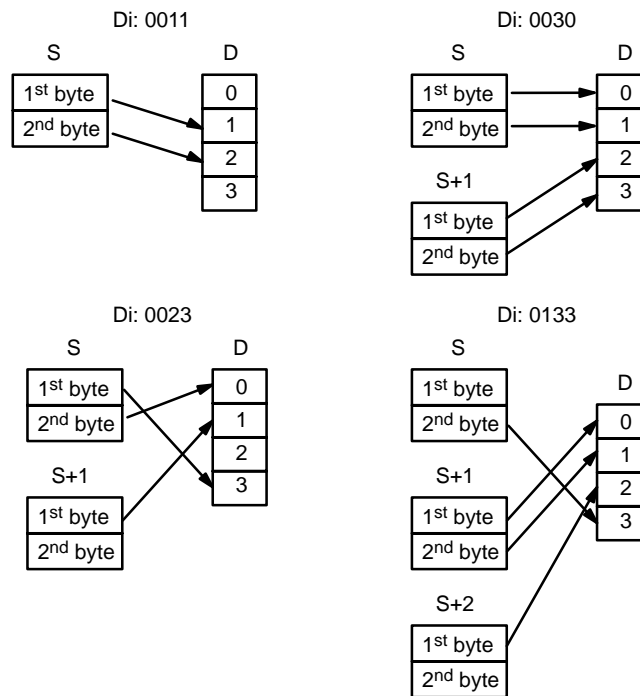 Di: 0011
S D
1st byte
2nd byte
0
1
2
3
Di: 0030
S D
1st byte
2nd byte
S+1
1st byte
2nd byte
0
1
2
3
Di: 0023
S D
1st byte
2nd byte
S+1
1st byte
2nd byte
0
1
2
3
Di: 0133
S D
1st byte
2nd byte
S+1
1st byte
2nd byte
S+2
1st byte
2nd byte
0
1
2
3